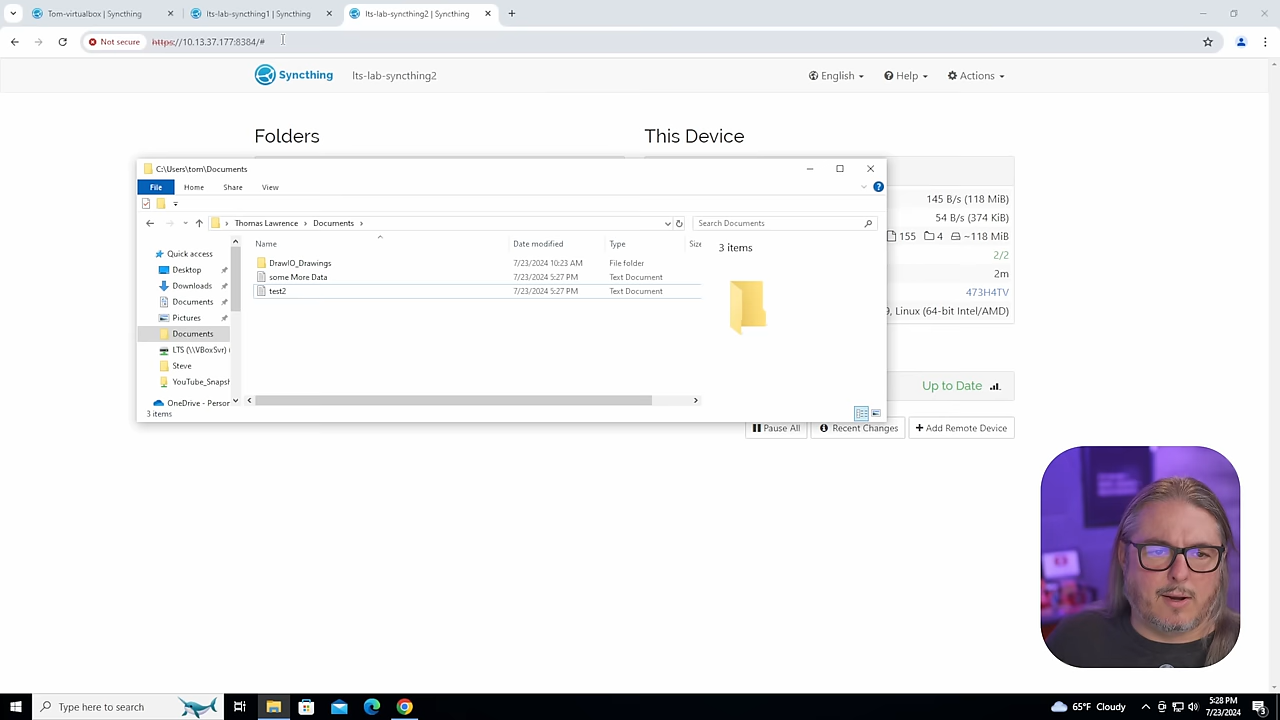 Tom-virtualbox | Syncthing
lts-lab-syncthing1 | Syncthing
lts-lab-syncthing2 | Syncthing
Not secure
https://10.13.37.177:8384/#
Syncthing
lts-lab-syncthing2
English
Help
Actions
Folders
This Device
C:\Users\tom\Documents
File
Home
Share
View
Thomas Lawrence
Documents
Search Documents
145 B/s (118 MiB)
54 B/s (374 KiB)
155 4 ~118 MiB
2/2
2m
473H4TV
9, Linux (64-bit Intel/AMD)
Quick access
Desktop
Downloads
Documents
Pictures
Documents
LTS (\\VBoxSvr) (
Steve
YouTube_Snapsh
OneDrive - Person
Name
Date modified
Type
Size
DrawIO_Drawings
7/23/2024 10:23 AM
File folder
some More Data
7/23/2024 5:27 PM
Text Document
test2
7/23/2024 5:27 PM
Text Document
3 items
3 items
Up to Date
Pause All
Recent Changes
Add Remote Device
Type here to search
65°F Cloudy
5:28 PM
7/23/2024